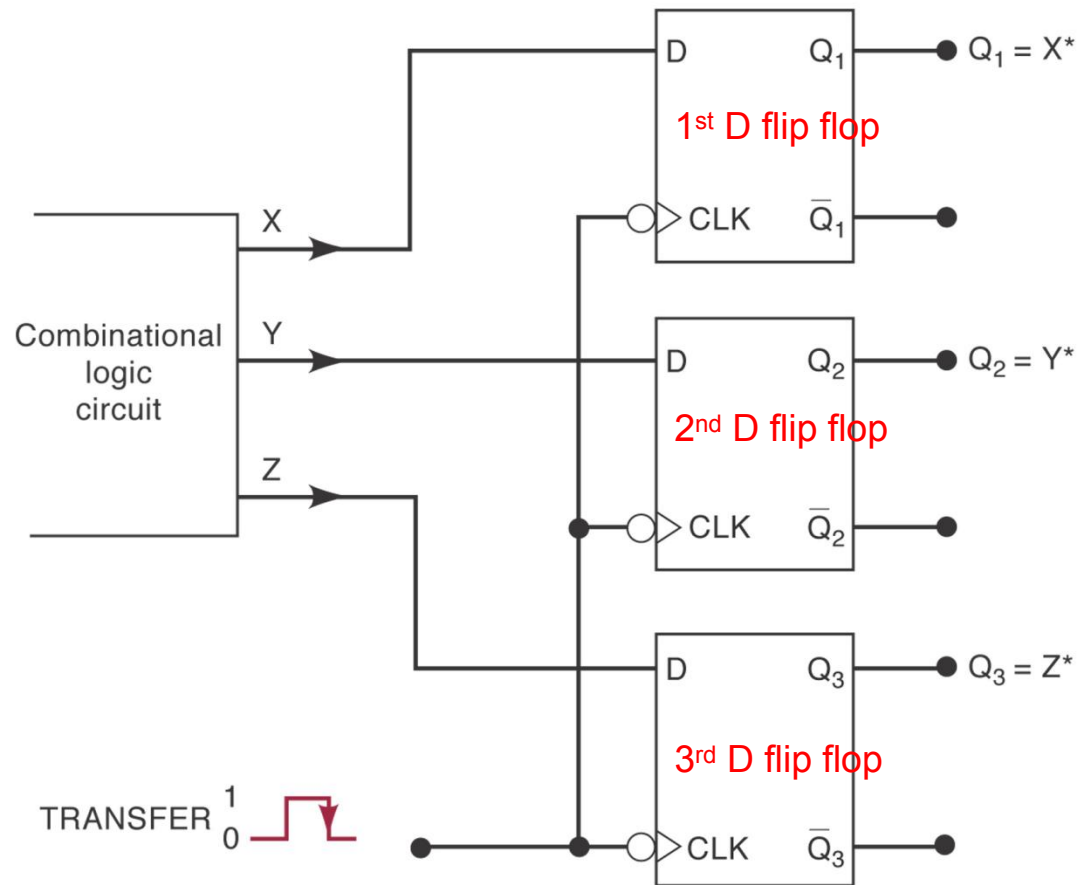 D Q₁ Q₁ = X*
1st D flip flop
X
CLK Q̅₁
Combinational
logic
circuit
Y
D Q₂ Q₂ = Y*
2nd D flip flop
Z
CLK Q̅₂
D Q₃ Q₃ = Z*
3rd D flip flop
TRANSFER 1
0
CLK Q̅₃